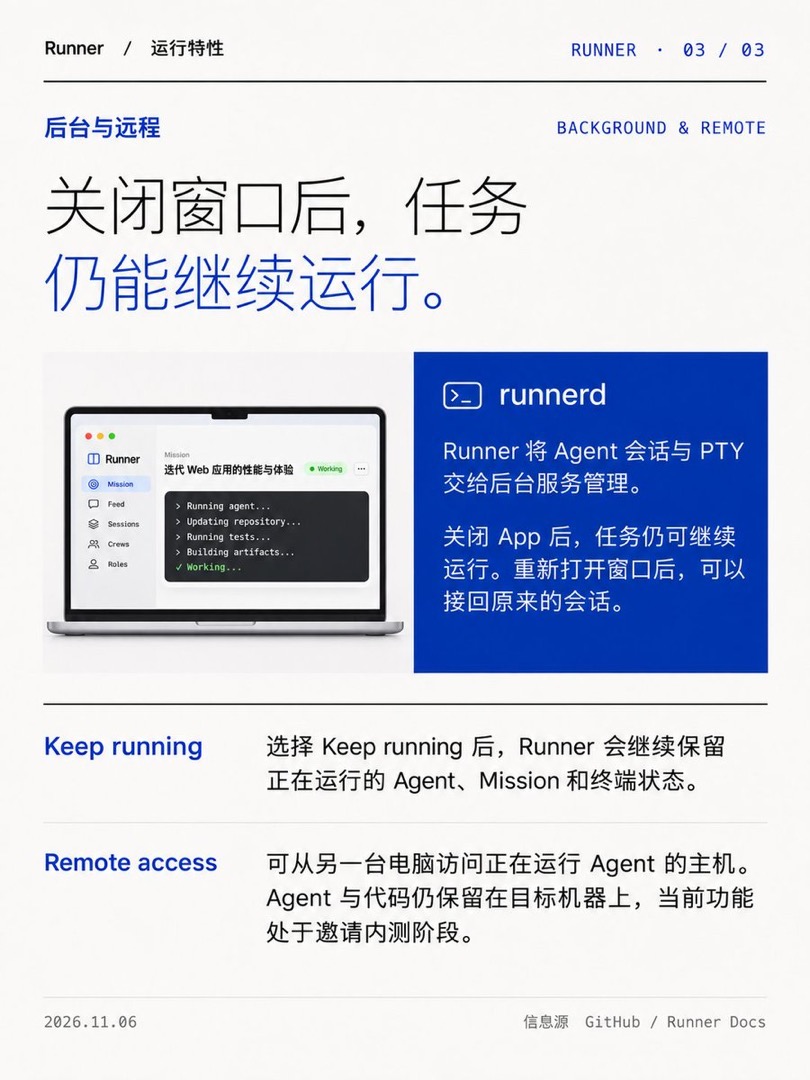 Runner / 运行特性
RUNNER · 03 / 03
后台与远程
BACKGROUND & REMOTE
关闭窗口后，任务
仍能继续运行。
Runner
Mission
Feed
Sessions
Crews
Roles
Mission
迭代 Web 应用的性能与体验
Working
> Running agent...
> Updating repository...
> Running tests...
> Building artifacts...
✓ Working...
runnerd
Runner 将 Agent 会话与 PTY
交给后台服务管理。
关闭 App 后，任务仍可继续
运行。重新打开窗口后，可以
接回原来的会话。
Keep running
选择 Keep running 后，Runner 会继续保留
正在运行的 Agent、Mission 和终端状态。
Remote access
可从另一台电脑访问正在运行 Agent 的主机。
Agent 与代码仍保留在目标机器上，当前功能
处于邀请内测阶段。
2026.11.06
信息源 GitHub / Runner Docs